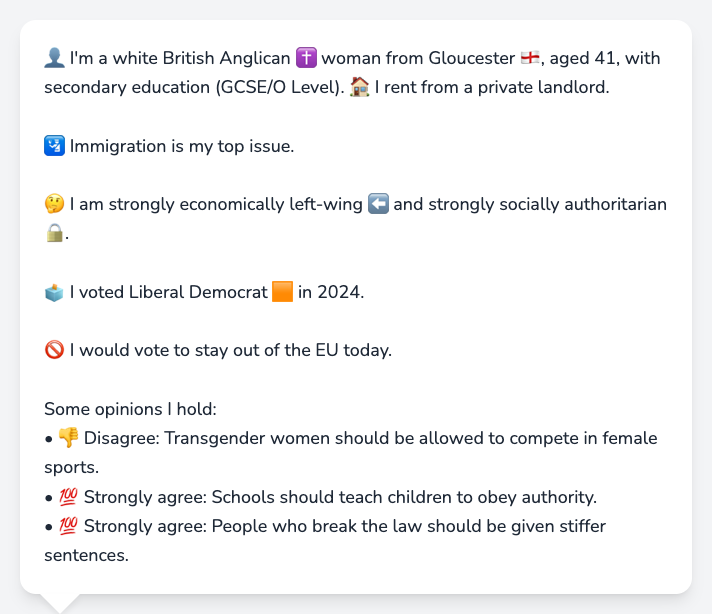 👤 I'm a white British Anglican ✝️ woman from Gloucester 🏴󠁧󠁢󠁥󠁮󠁧󠁿, aged 41, with
secondary education (GCSE/O Level). 🏠 I rent from a private landlord.
🛂 Immigration is my top issue.
🤔 I am strongly economically left-wing ⬅️ and strongly socially authoritarian
🔒.
🗳️ I voted Liberal Democrat 🟧 in 2024.
🚫 I would vote to stay out of the EU today.
Some opinions I hold:
• 👎 Disagree: Transgender women should be allowed to compete in female
sports.
• 💯 Strongly agree: Schools should teach children to obey authority.
• 💯 Strongly agree: People who break the law should be given stiffer
sentences.